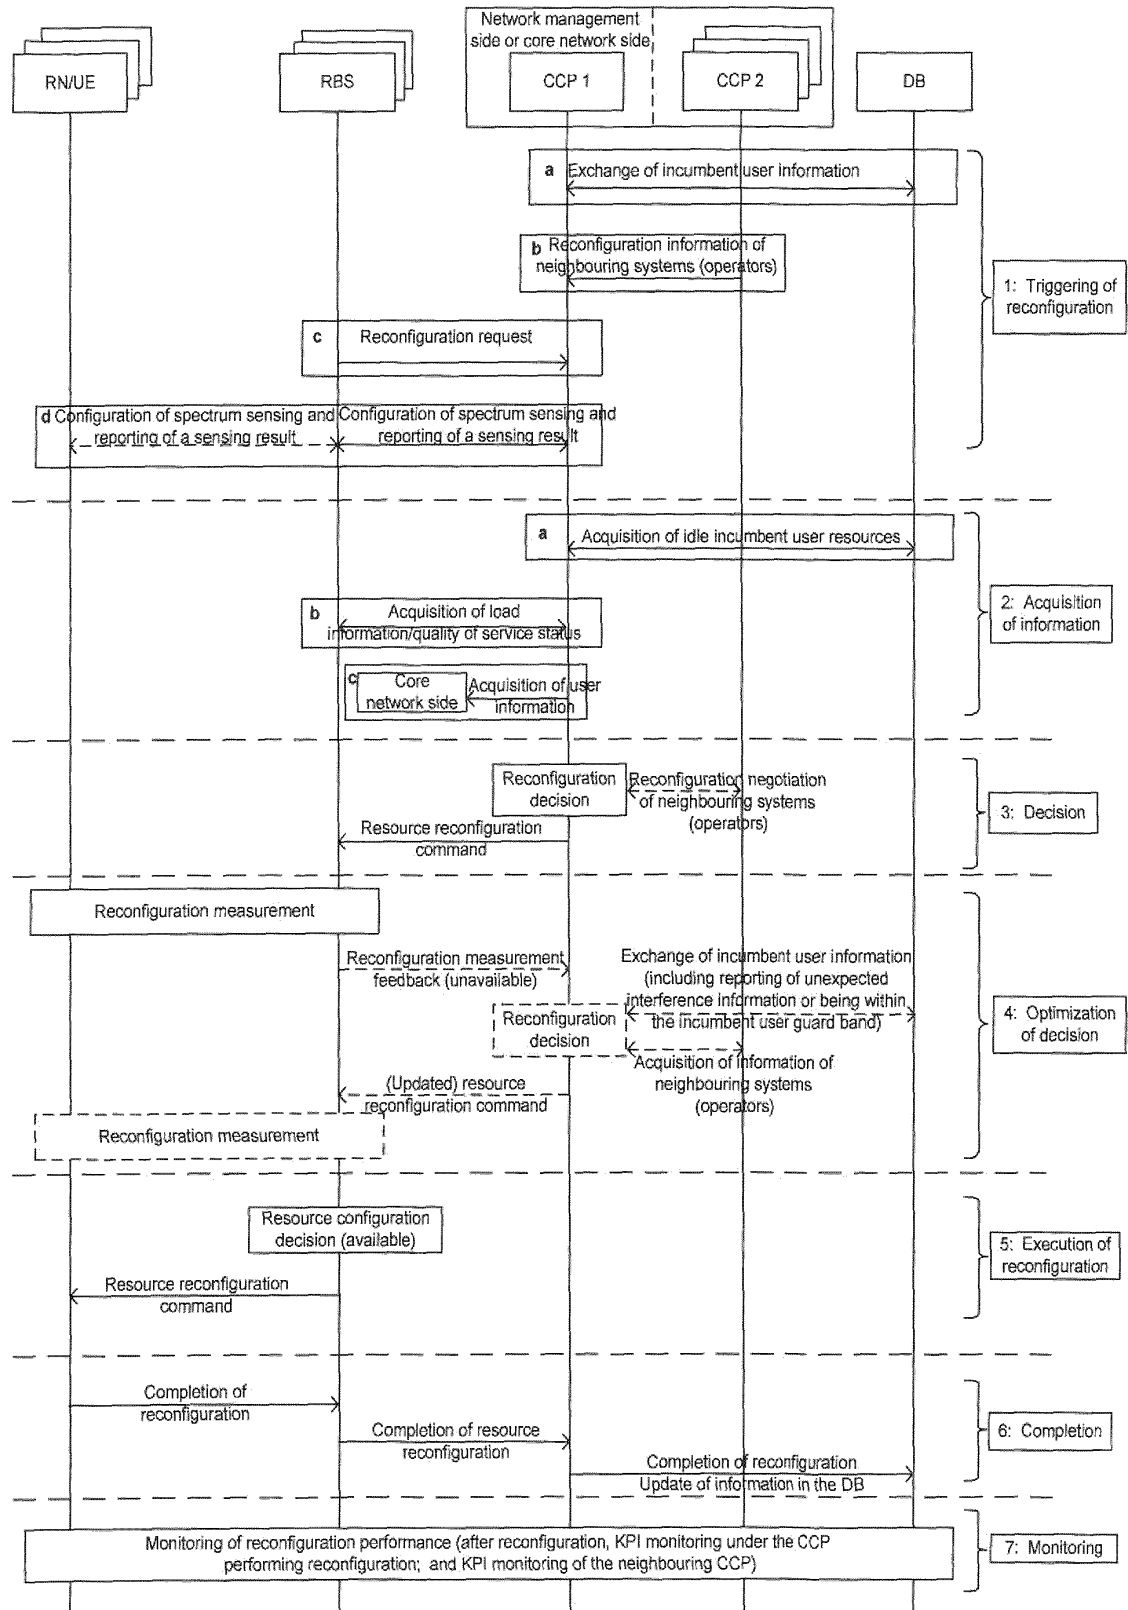 Network management
side or core network side
RN/UE
RBS
CCP 1
CCP 2
DB
a
Exchange of incumbent user information
b
Reconfiguration information of
neighbouring systems (operators)
1: Triggering of
reconfiguration
c
Reconfiguration request
d
Configuration of spectrum sensing and
reporting of a sensing result
Configuration of spectrum sensing and
reporting of a sensing result
a
Acquisition of idle incumbent user resources
b
Acquisition of load
information/quality of service status
2: Acquisition
of information
c
Core
network side
Acquisition of user
information
Reconfiguration
decision
Reconfiguration negotiation
of neighbouring systems
(operators)
3: Decision
Resource reconfiguration
command
Reconfiguration measurement
Reconfiguration measurement
feedback (unavailable)
Exchange of incumbent user information
(including reporting of unexpected
interference information or being within
the incumbent user guard band)
Reconfiguration
decision
4: Optimization
of decision
Acquisition of information of
neighbouring systems
(operators)
(Updated) resource
reconfiguration command
Reconfiguration measurement
Resource configuration
decision (available)
5: Execution of
reconfiguration
Resource reconfiguration
command
Completion of
reconfiguration
Completion of resource
reconfiguration
6: Completion
Completion of reconfiguration
Update of information in the DB
Monitoring of reconfiguration performance (after reconfiguration, KPI monitoring under the CCP
performing reconfiguration; and KPI monitoring of the neighbouring CCP)
7: Monitoring